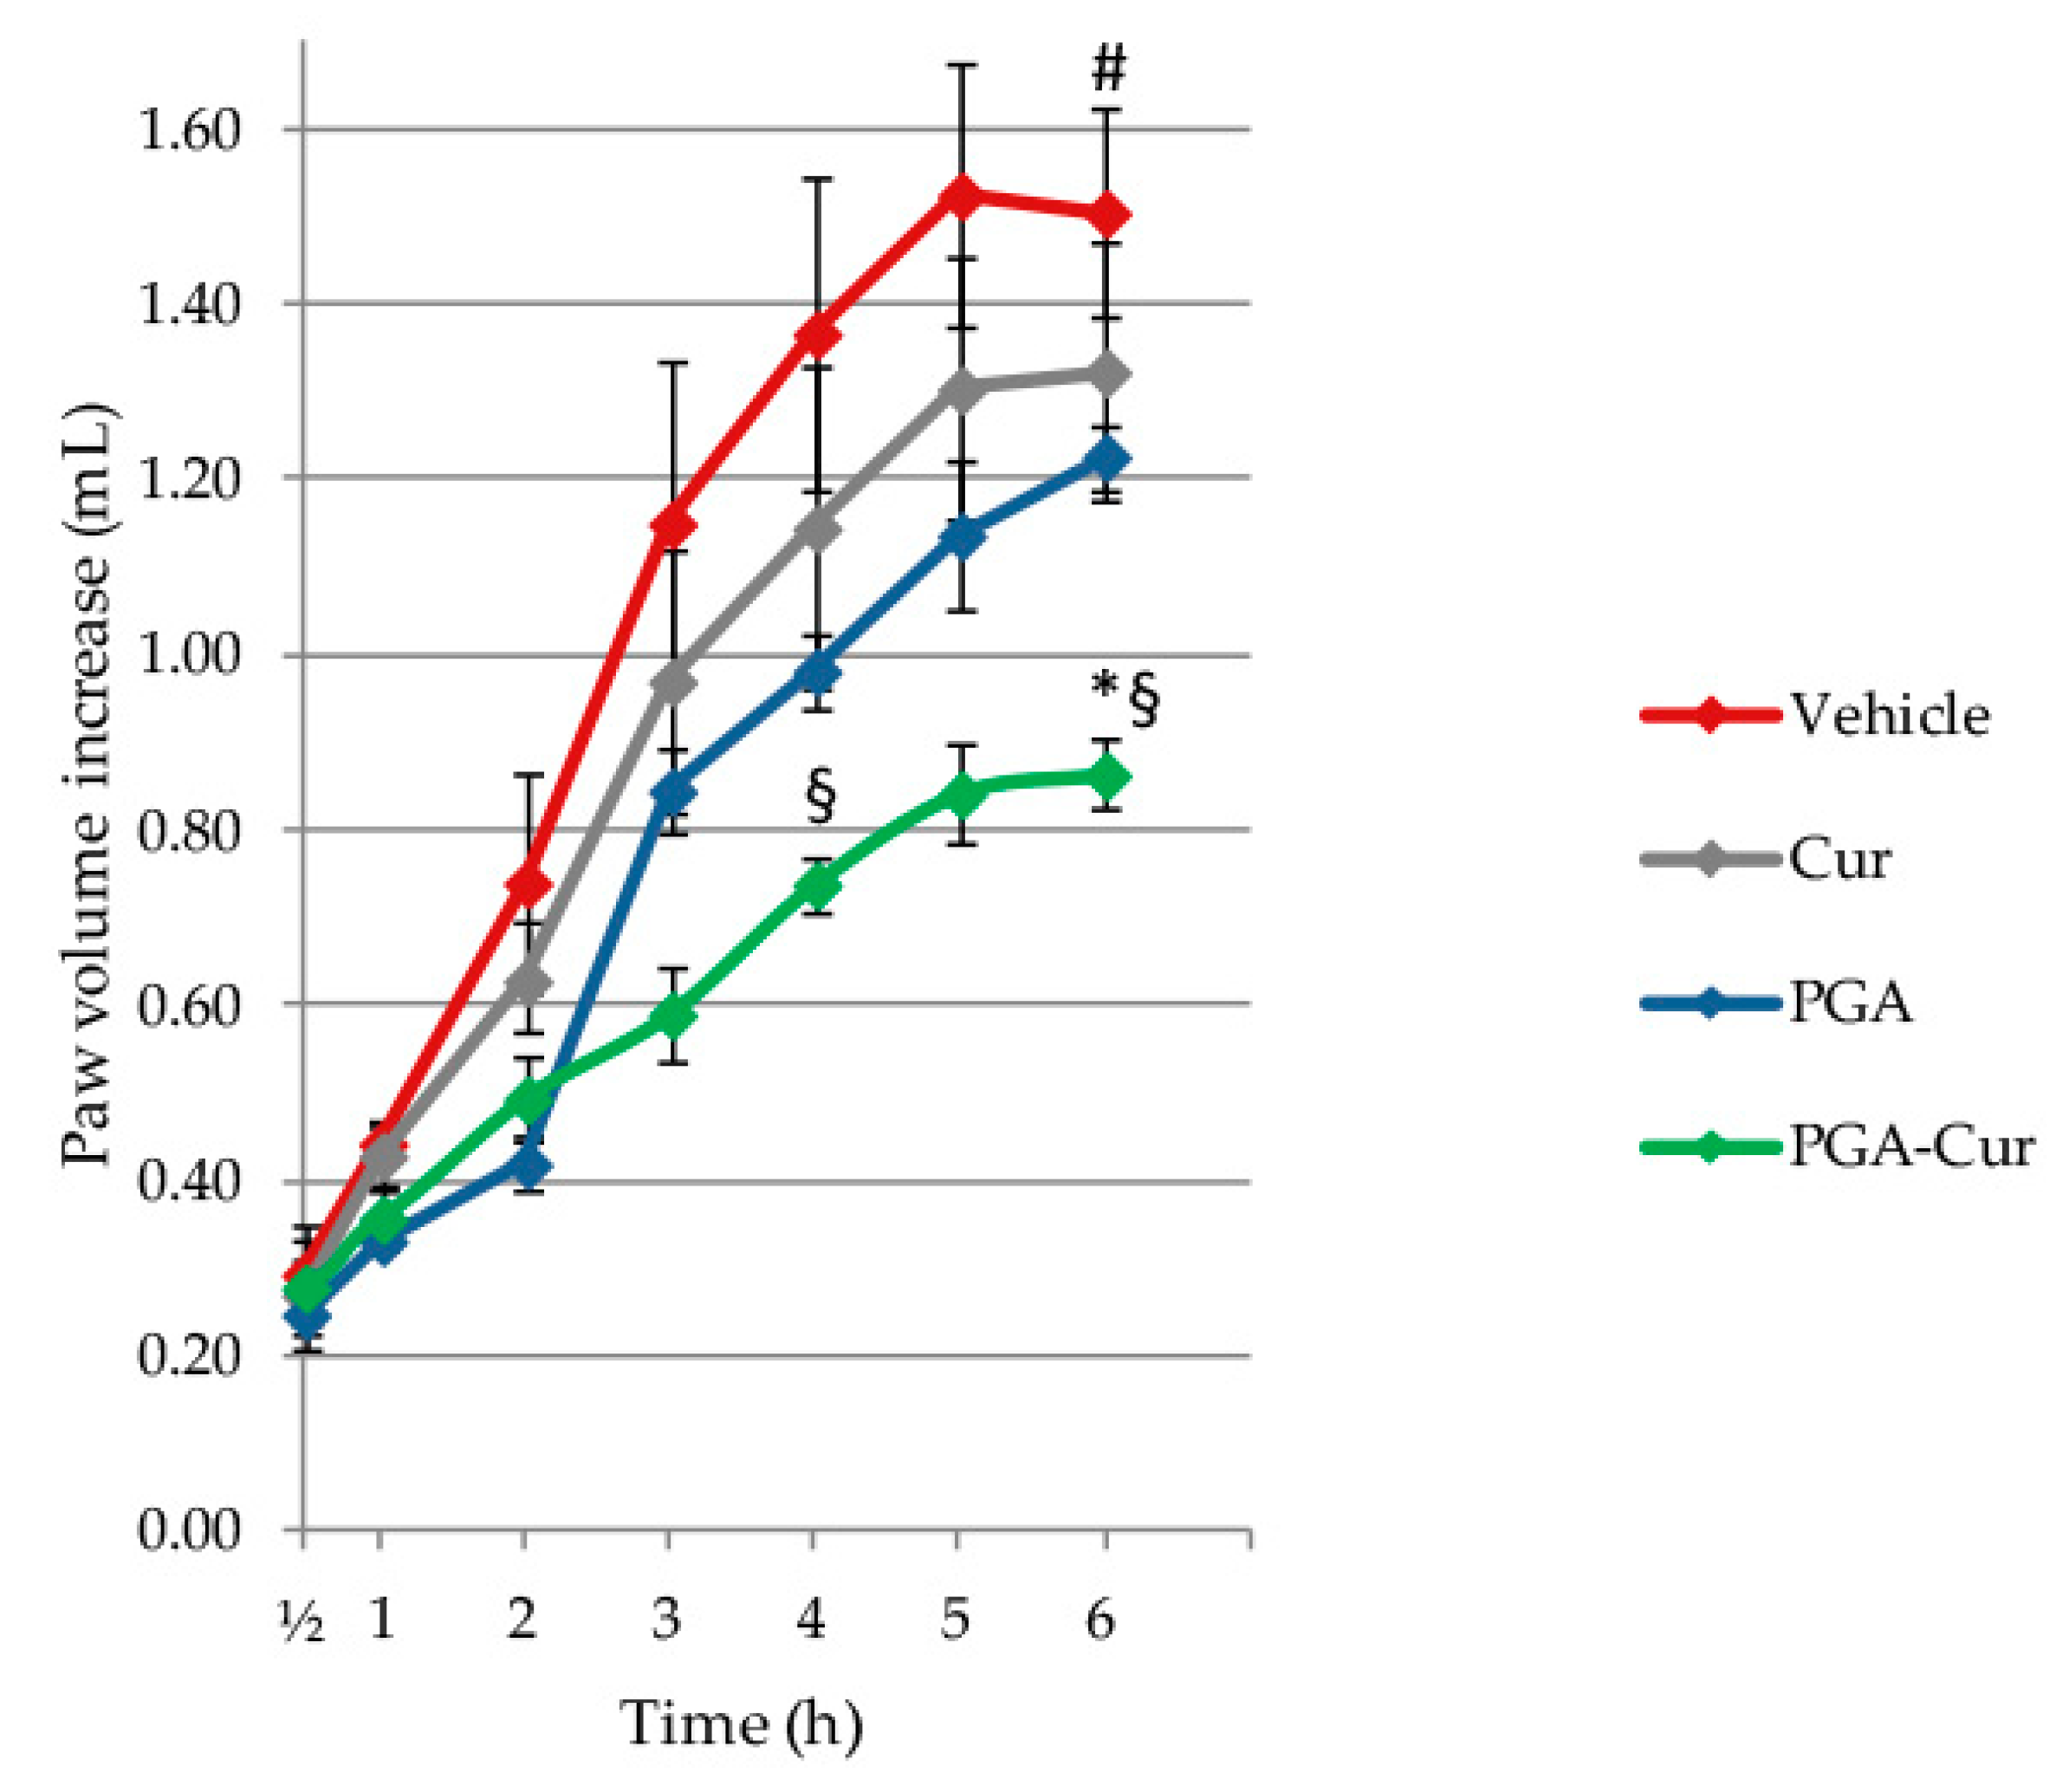 #
1.60
1.40
1.20
1.00
0.80
0.60
0.40
0.20
0.00
Paw volume increase (mL)
*§
§
½ 1 2 3 4 5 6
Time (h)
Vehicle
Cur
PGA
PGA-Cur